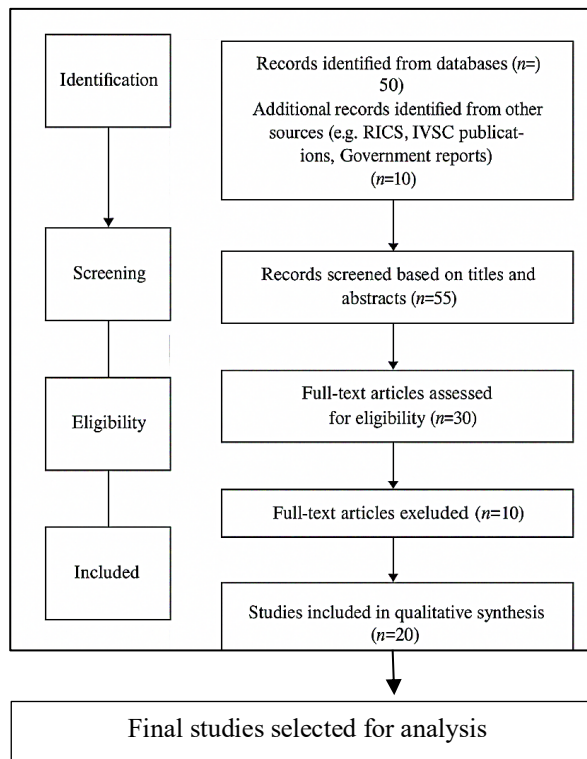 Identification
Records identified from databases (n=)
50)
Additional records identified from other
sources (e.g. RICS, IVSC publicat-
ions, Government reports)
(n=10)
Screening
Records screened based on titles and
abstracts (n=55)
Eligibility
Full-text articles assessed
for eligibility (n=30)
Full-text articles exeluded (n=10)
Included
Studies included in qualitative synthesis
(n=20)
Final studies selected for analysis